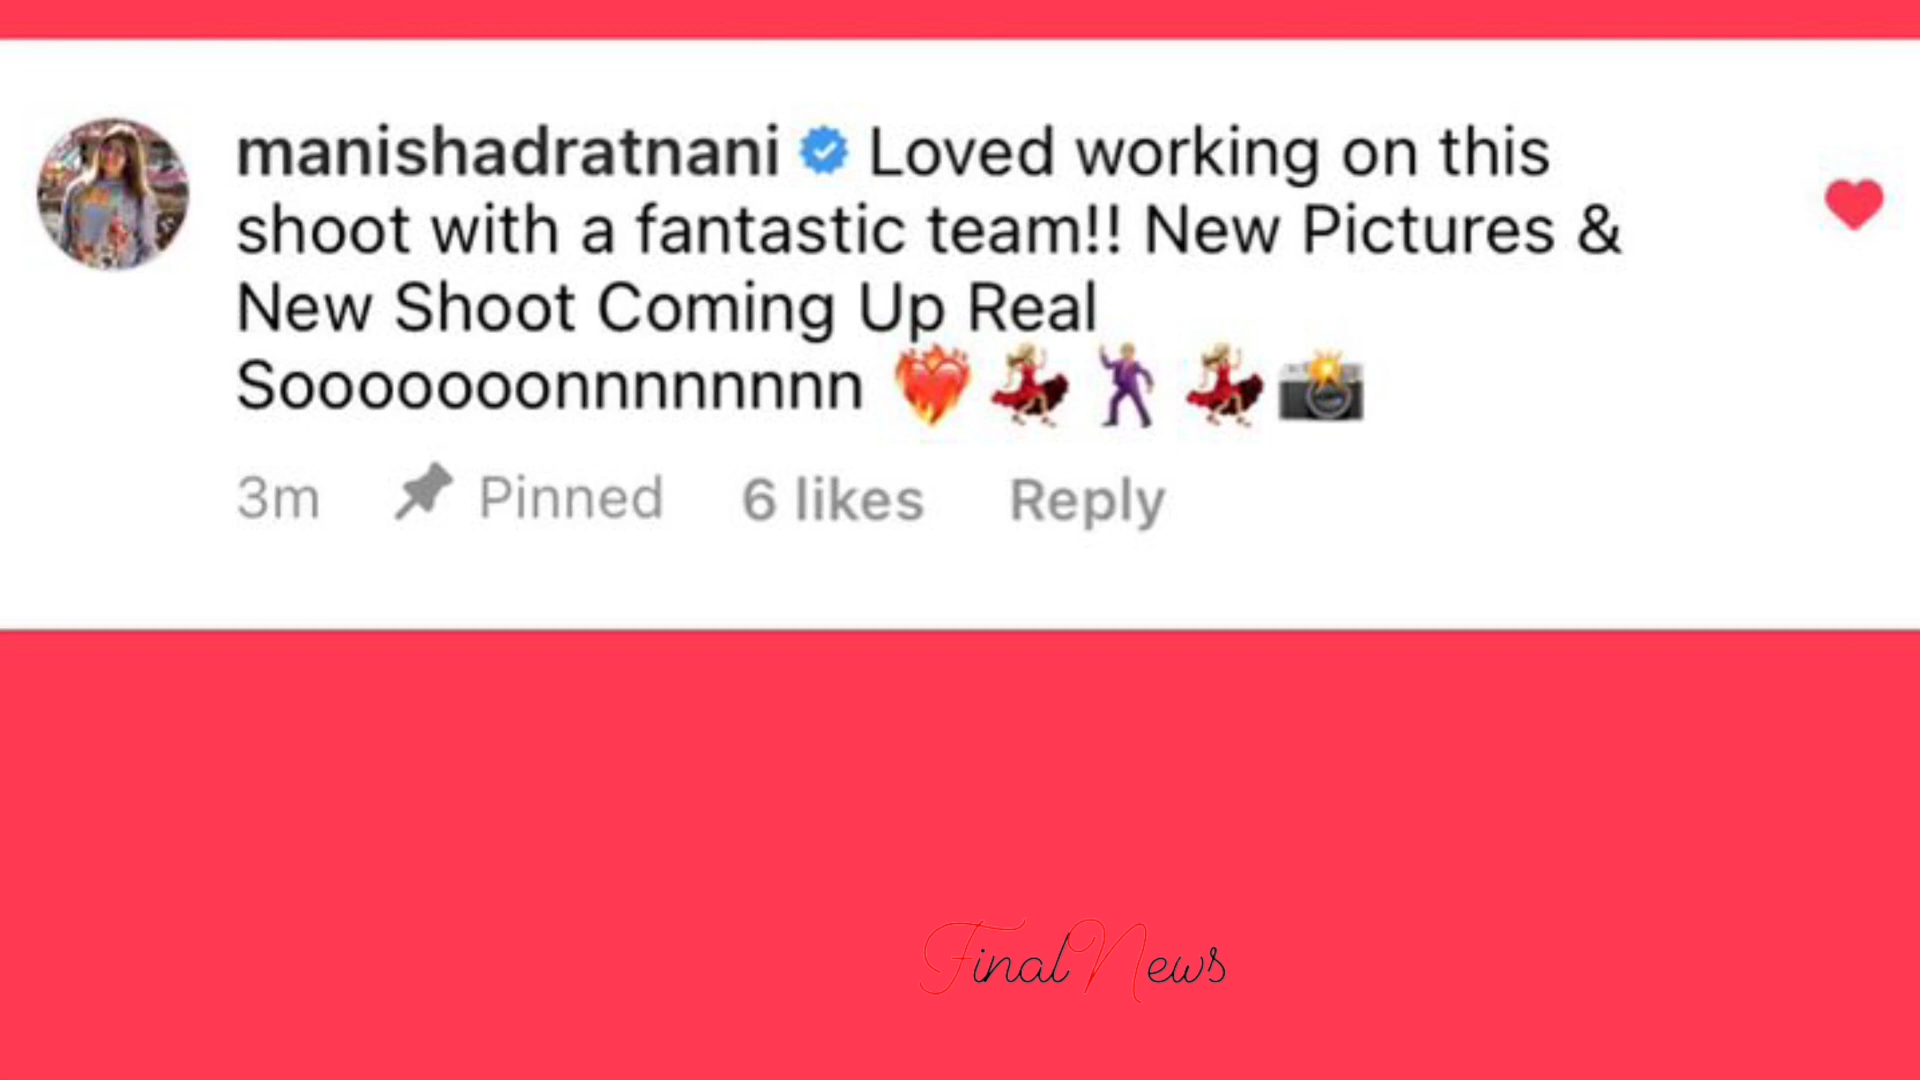 manishadratnani Loved working on this
shoot with a fantastic team!! New Pictures &
New Shoot Coming Up Real
Sooooooonnnnnnnn ❤️‍🔥 💃🏼 🕺🏼 💃🏼 📸
3m Pinned 6 likes Reply
Final News